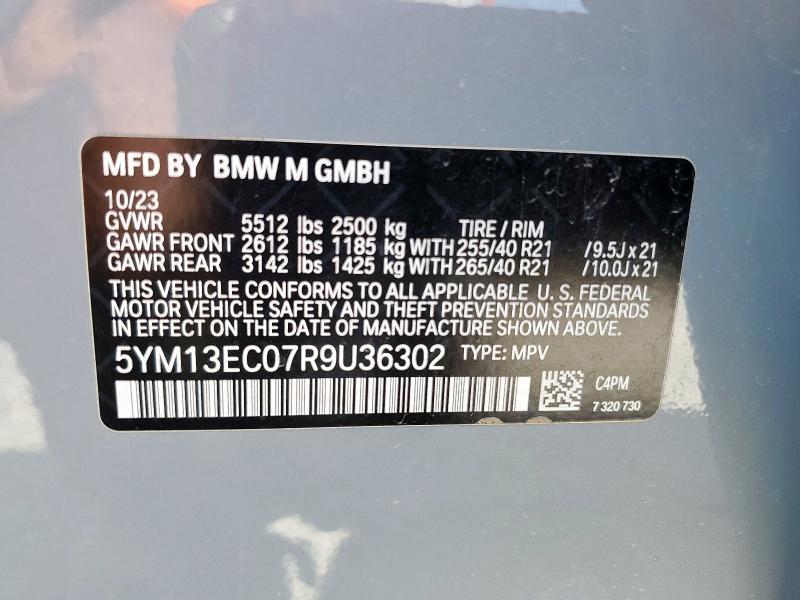 MFD BY BMW M GMBH
10/23
GVWR 5512 lbs 2500 kg TIRE / RIM
GAWR FRONT 2612 lbs 1185 kg WITH 255/40 R21 /9.5J x 21
GAWR REAR 3142 lbs 1425 kg WITH 265/40 R21 /10.0J x 21
THIS VEHICLE CONFORMS TO ALL APPLICABLE U. S. FEDERAL
MOTOR VEHICLE SAFETY AND THEFT PREVENTION STANDARDS
IN EFFECT ON THE DATE OF MANUFACTURE SHOWN ABOVE.
5YM13EC07R9U36302 TYPE: MPV
C4PM
7 320 730